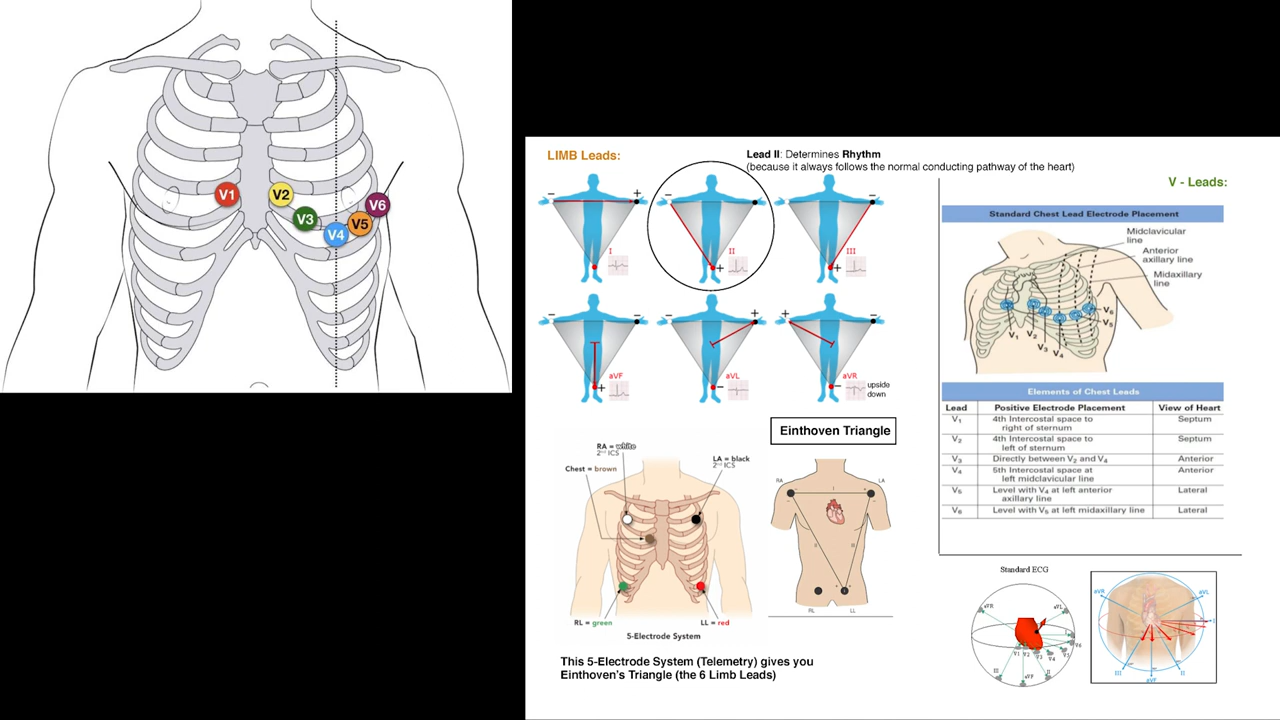 V1
V2
V3
V4
V5
V6
LIMB Leads:
Lead II: Determines Rhythm
(because it always follows the normal conducting pathway of the heart)
V - Leads:
− +
I
−
+
II
−
+
III
−
+
aVF
− +
−
aVL
+ −
−
aVR
upside
down
Einthoven Triangle
RA = white
2nd ICS
Chest = brown
LA = black
2nd ICS
RL = green
LL = red
5-Electrode System
RA
LA
I
II
III
RL
LL
This 5-Electrode System (Telemetry) gives you
Einthoven's Triangle (the 6 Limb Leads)
Standard Chest Lead Electrode Placement
Midclavicular
line
Anterior
axillary line
Midaxillary
line
V6
V5
V1
V2
V3
V4
Elements of Chest Leads
Lead Positive Electrode Placement View of Heart
V1 4th Intercostal space to Septum
right of sternum
V2 4th Intercostal space to Septum
left of sternum
V3 Directly between V2 and V4 Anterior
V4 5th Intercostal space at Anterior
left midclavicular line
V5 Level with V4 at left anterior Lateral
axillary line
V6 Level with V5 at left midaxillary line Lateral
Standard ECG
aVR
aVL
I
V6
V5
V1
V2
V3
V4
III
II
aVF
aVR
aVL
I
III
II
aVF